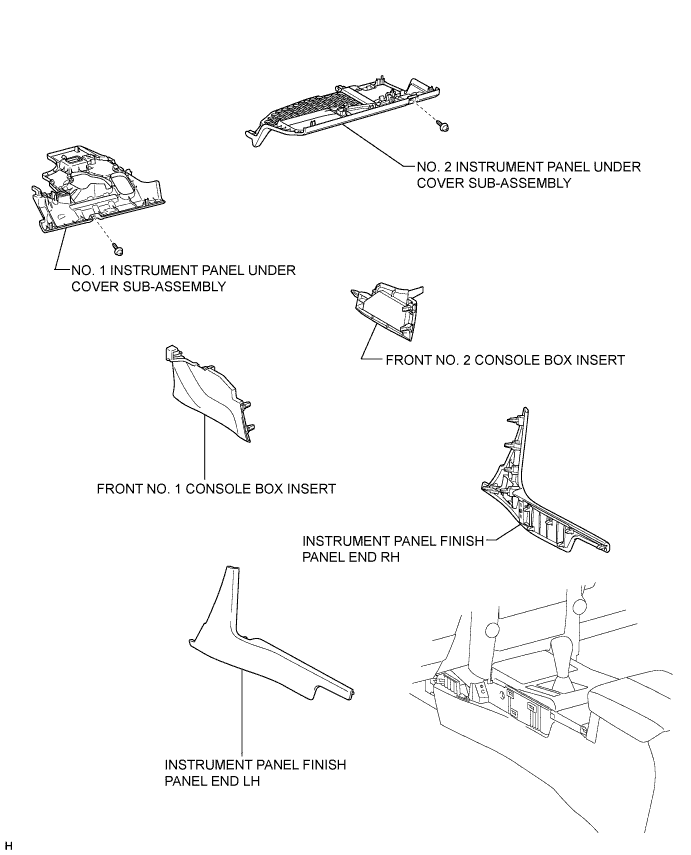 NO. 2 INSTRUMENT PANEL UNDER
COVER SUB-ASSEMBLY
NO. 1 INSTRUMENT PANEL UNDER
COVER SUB-ASSEMBLY
FRONT NO. 2 CONSOLE BOX INSERT
FRONT NO. 1 CONSOLE BOX INSERT
INSTRUMENT PANEL FINISH
PANEL END RH
INSTRUMENT PANEL FINISH
PANEL END LH
H